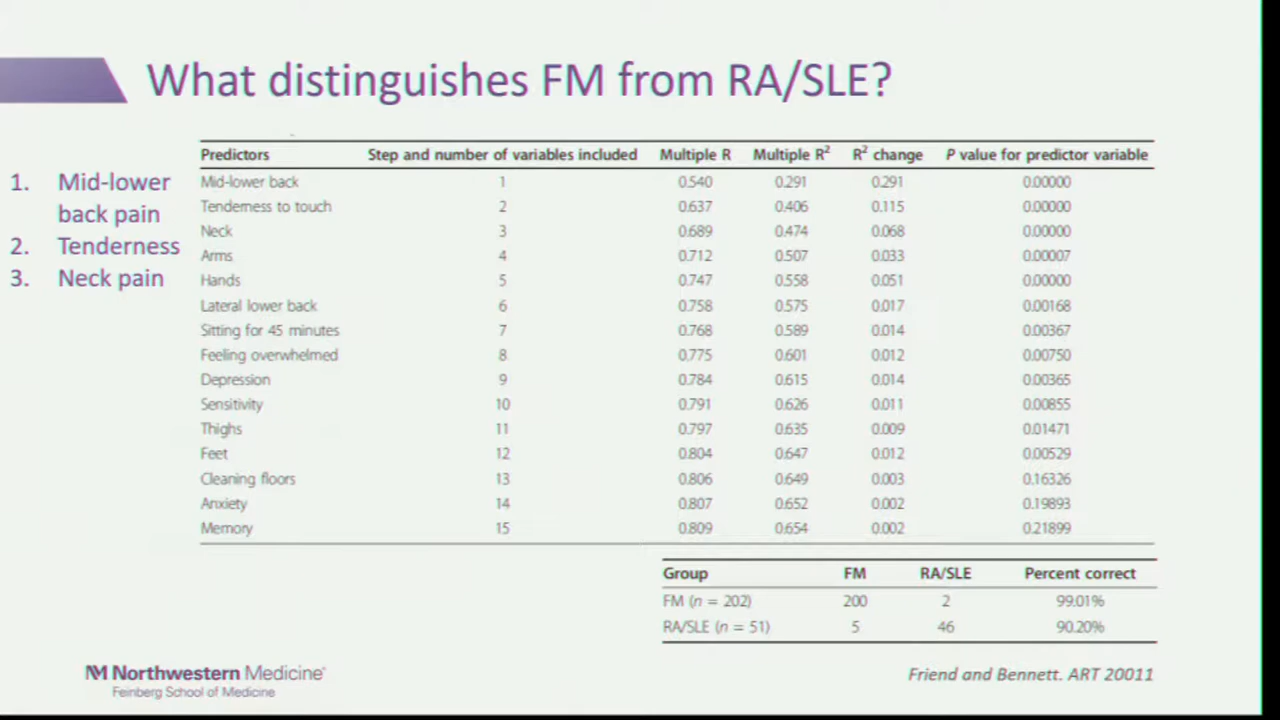 What distinguishes FM from RA/SLE?
1. Mid-lower
back pain
2. Tenderness
3. Neck pain
Predictors Step and number of variables included Multiple R Multiple R² R² change P value for predictor variable
Mid-lower back 1 0.540 0.291 0.291 0.00000
Tenderness to touch 2 0.637 0.406 0.115 0.00000
Neck 3 0.689 0.474 0.068 0.00000
Arms 4 0.712 0.507 0.033 0.00007
Hands 5 0.747 0.558 0.051 0.00000
Lateral lower back 6 0.758 0.575 0.017 0.00168
Sitting for 45 minutes 7 0.768 0.589 0.014 0.00367
Feeling overwhelmed 8 0.775 0.601 0.012 0.00750
Depression 9 0.784 0.615 0.014 0.00365
Sensitivity 10 0.791 0.626 0.011 0.00855
Thighs 11 0.797 0.635 0.009 0.01471
Feet 12 0.804 0.647 0.012 0.00529
Cleaning floors 13 0.806 0.649 0.003 0.16326
Anxiety 14 0.807 0.652 0.002 0.19893
Memory 15 0.809 0.654 0.002 0.21899
Group FM RA/SLE Percent correct
FM (n = 202) 200 2 99.01%
RA/SLE (n = 51) 5 46 90.20%
Northwestern Medicine
Feinberg School of Medicine
Friend and Bennett. ART 20011